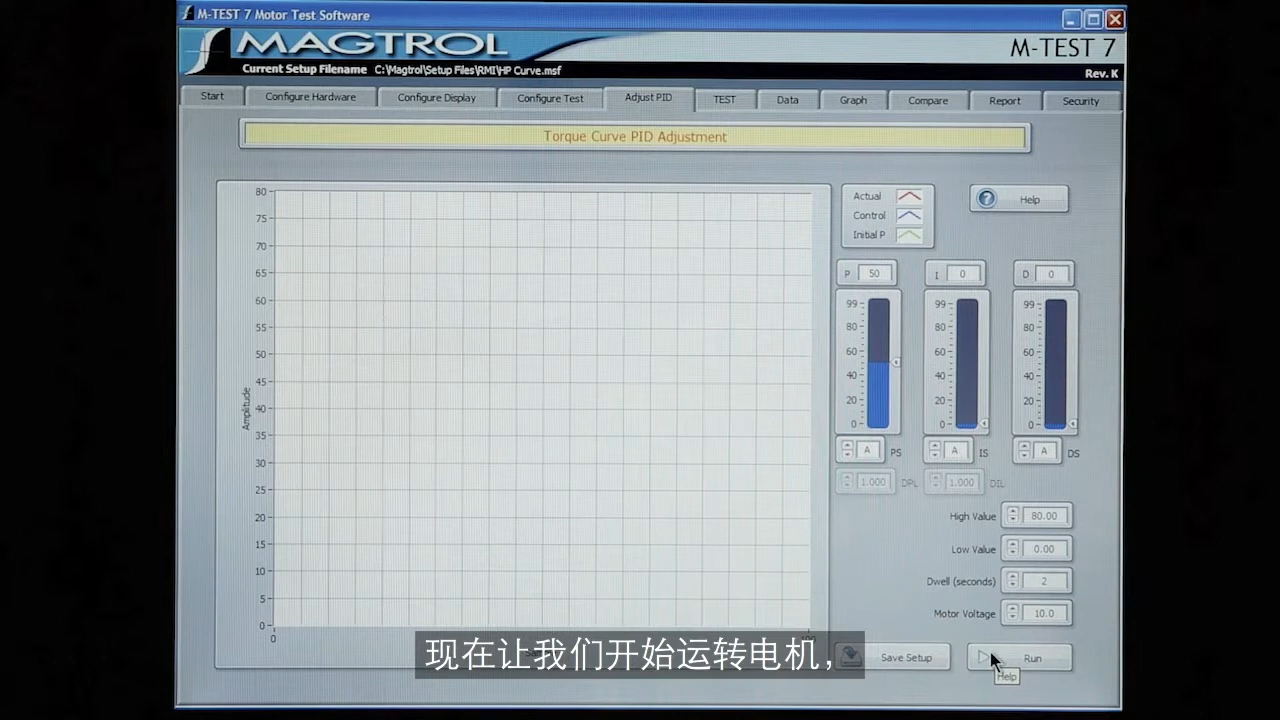 M-TEST 7 Motor Test Software
MAGTROL
M-TEST 7
Current Setup Filename C:\Magtrol\Setup Files\RMI\HP Curve.msf
Rev. K
Start Configure Hardware Configure Display Configure Test Adjust PID TEST Data Graph Compare Report Security
Torque Curve PID Adjustment
Actual
Control
Initial P
Help
P 50 I 0 D 0
99 99 99
80 80 80
60 60 60
40 40 40
20 20 20
0 0 0
A PS A IS A DS
1.000 DPL 1.000 DIL
High Value 80.00
Low Value 0.00
Dwell (seconds) 2
Motor Voltage 10.0
Save Setup Run
Help
Amplitude
80
75
70
65
60
55
50
45
40
35
30
25
20
15
10
5
0
0 100
现在让我们开始运转电机，